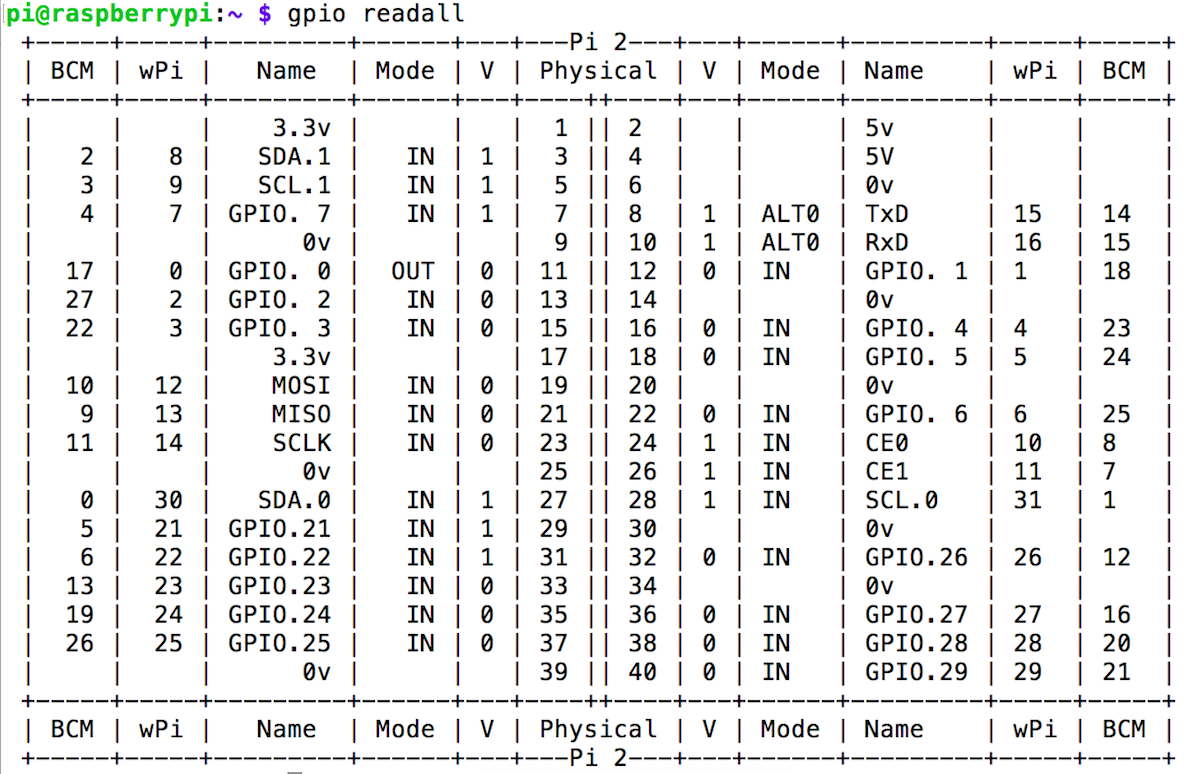 pi@raspberrypi:~ $ gpio readall
 +-----+-----+---------+------+---+---Pi 2---+---+------+---------+-----+-----+
 | BCM | wPi |   Name  | Mode | V | Physical | V | Mode | Name    | wPi | BCM |
 +-----+-----+---------+------+---+----++----+---+------+---------+-----+-----+
 |     |     |    3.3v |      |   |  1 || 2  |   |      | 5v      |     |     |
 |   2 |   8 |   SDA.1 |   IN | 1 |  3 || 4  |   |      | 5V      |     |     |
 |   3 |   9 |   SCL.1 |   IN | 1 |  5 || 6  |   |      | 0v      |     |     |
 |   4 |   7 | GPIO. 7 |   IN | 1 |  7 || 8  | 1 | ALT0 | TxD     | 15  | 14  |
 |     |     |      0v |      |   |  9 || 10 | 1 | ALT0 | RxD     | 16  | 15  |
 |  17 |   0 | GPIO. 0 |  OUT | 0 | 11 || 12 | 0 | IN   | GPIO. 1 | 1   | 18  |
 |  27 |   2 | GPIO. 2 |   IN | 0 | 13 || 14 |   |      | 0v      |     |     |
 |  22 |   3 | GPIO. 3 |   IN | 0 | 15 || 16 | 0 | IN   | GPIO. 4 | 4   | 23  |
 |     |     |    3.3v |      |   | 17 || 18 | 0 | IN   | GPIO. 5 | 5   | 24  |
 |  10 |  12 |    MOSI |   IN | 0 | 19 || 20 |   |      | 0v      |     |     |
 |   9 |  13 |    MISO |   IN | 0 | 21 || 22 | 0 | IN   | GPIO. 6 | 6   | 25  |
 |  11 |  14 |    SCLK |   IN | 0 | 23 || 24 | 1 | IN   | CE0     | 10  | 8   |
 |     |     |      0v |      |   | 25 || 26 | 1 | IN   | CE1     | 11  | 7   |
 |   0 |  30 |   SDA.0 |   IN | 1 | 27 || 28 | 1 | IN   | SCL.0   | 31  | 1   |
 |   5 |  21 | GPIO.21 |   IN | 1 | 29 || 30 |   |      | 0v      |     |     |
 |   6 |  22 | GPIO.22 |   IN | 1 | 31 || 32 | 0 | IN   | GPIO.26 | 26  | 12  |
 |  13 |  23 | GPIO.23 |   IN | 0 | 33 || 34 |   |      | 0v      |     |     |
 |  19 |  24 | GPIO.24 |   IN | 0 | 35 || 36 | 0 | IN   | GPIO.27 | 27  | 16  |
 |  26 |  25 | GPIO.25 |   IN | 0 | 37 || 38 | 0 | IN   | GPIO.28 | 28  | 20  |
 |     |     |      0v |      |   | 39 || 40 | 0 | IN   | GPIO.29 | 29  | 21  |
 +-----+-----+---------+------+---+----++----+---+------+---------+-----+-----+
 | BCM | wPi |   Name  | Mode | V | Physical | V | Mode | Name    | wPi | BCM |
 +-----+-----+---------+------+---+---Pi 2---+---+------+---------+-----+-----+